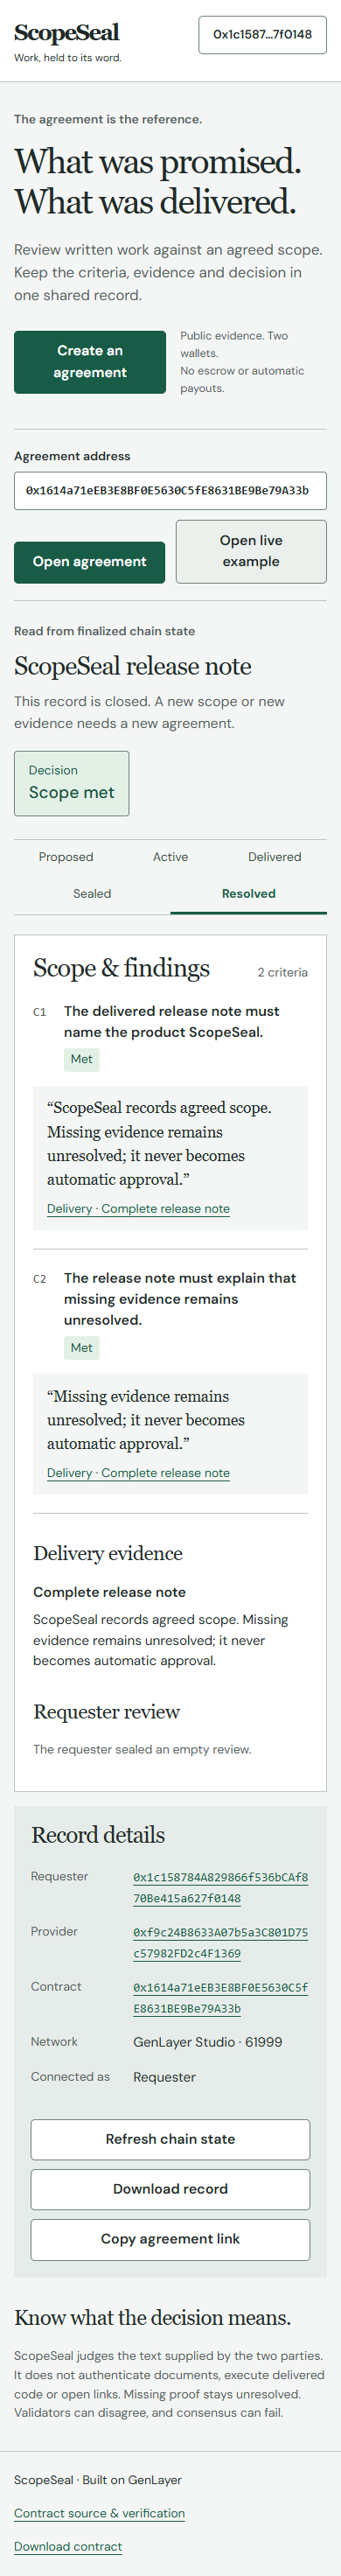 ScopeSeal
Work, held to its word.
0x1c1587…7f0148
The agreement is the reference.
What was promised.
What was delivered.
Review written work against an agreed scope.
Keep the criteria, evidence and decision in
one shared record.
Create an
agreement
Public evidence. Two
wallets.
No escrow or automatic
payouts.
Agreement address
0x1614a71eEB3E8BF0E5630C5fE8631BE9Be79A33b
Open agreement
Open live
example
Read from finalized chain state
ScopeSeal release note
This record is closed. A new scope or new
evidence needs a new agreement.
Decision
Scope met
Proposed
Active
Delivered
Sealed
Resolved
Scope & findings
2 criteria
C1
The delivered release note must
name the product ScopeSeal.
Met
“ScopeSeal records agreed scope.
Missing evidence remains
unresolved; it never becomes
automatic approval.”
Delivery · Complete release note
C2
The release note must explain that
missing evidence remains
unresolved.
Met
“Missing evidence remains
unresolved; it never becomes
automatic approval.”
Delivery · Complete release note
Delivery evidence
Complete release note
ScopeSeal records agreed scope. Missing
evidence remains unresolved; it never
becomes automatic approval.
Requester review
The requester sealed an empty review.
Record details
Requester
0x1c158784A829866f536bCAf8
70Be415a627f0148
Provider
0xf9c24B8633A07b5a3C801D75
c57982FD2c4F1369
Contract
0x1614a71eEB3E8BF0E5630C5f
E8631BE9Be79A33b
Network
GenLayer Studio · 61999
Connected as
Requester
Refresh chain state
Download record
Copy agreement link
Know what the decision means.
ScopeSeal judges the text supplied by the two parties.
It does not authenticate documents, execute delivered
code or open links. Missing proof stays unresolved.
Validators can disagree, and consensus can fail.
ScopeSeal · Built on GenLayer
Contract source & verification
Download contract